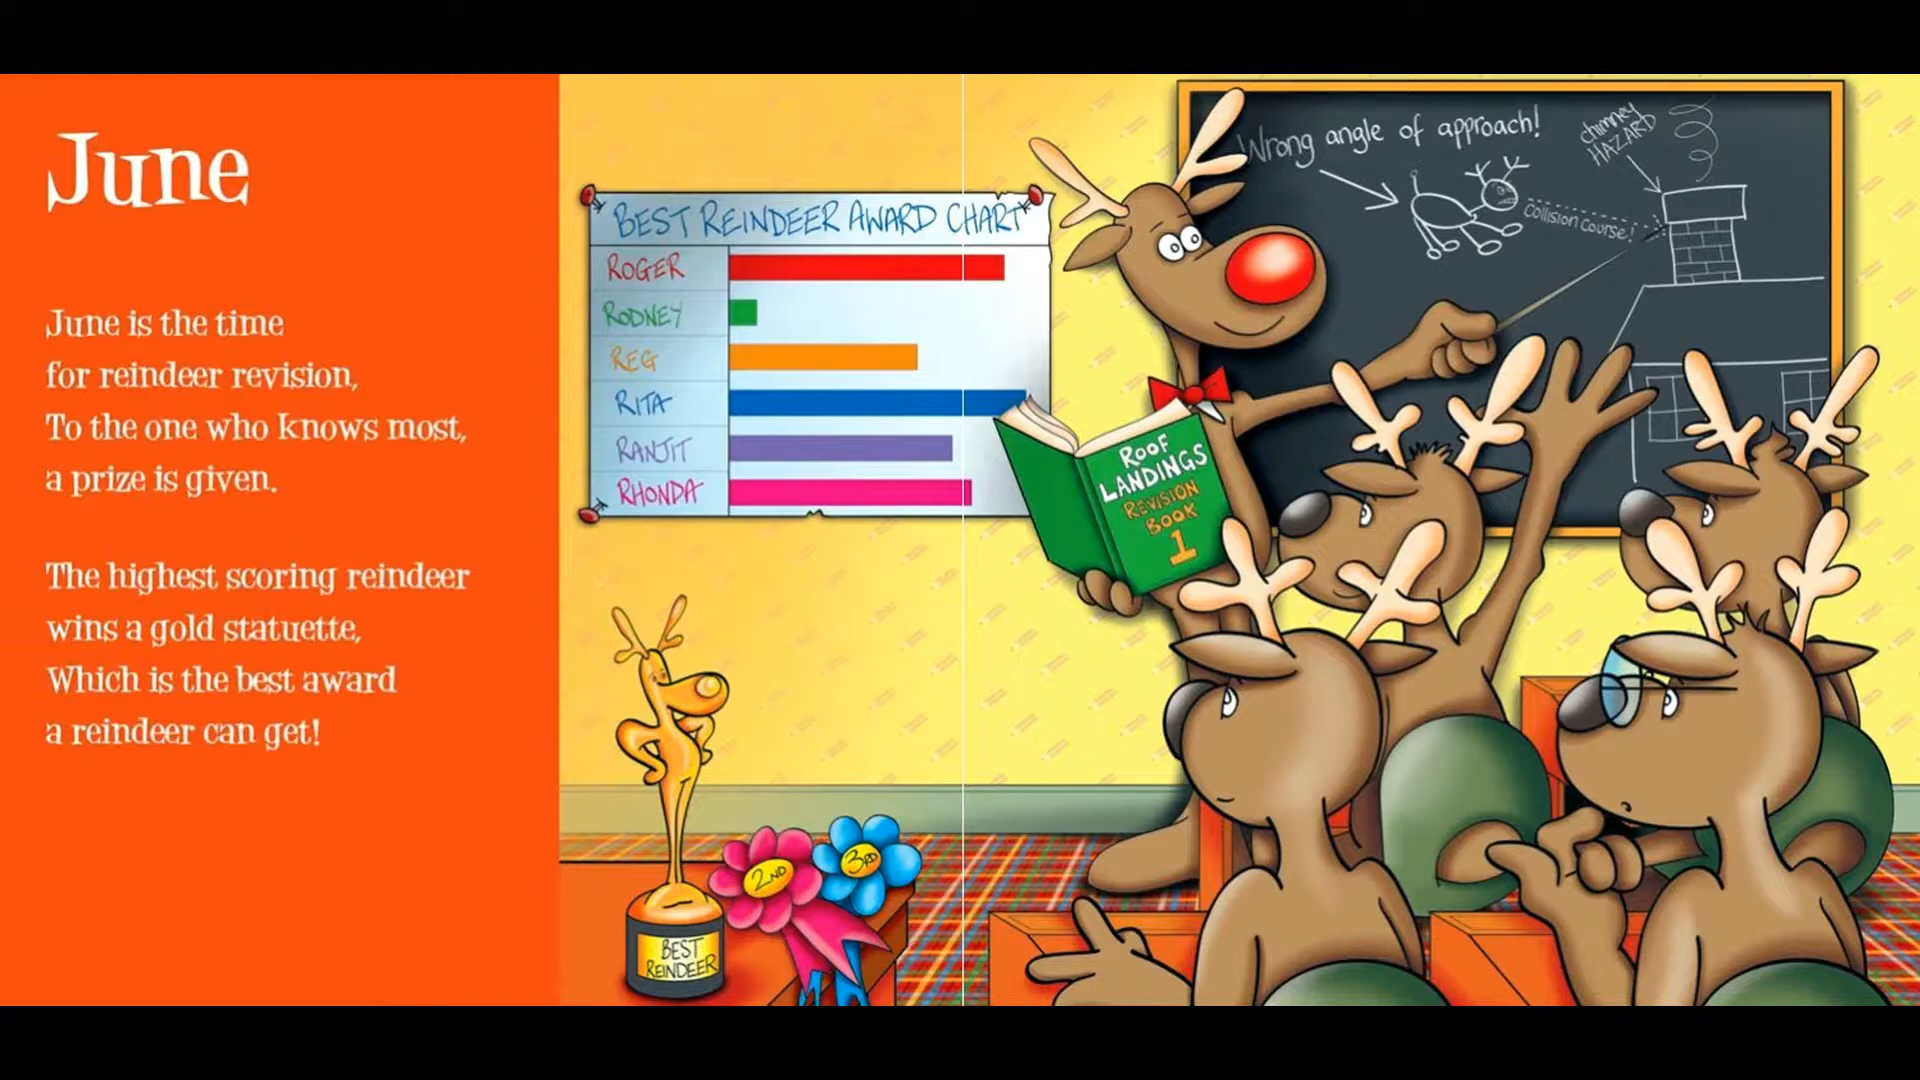 June
June is the time
for reindeer revision,
To the one who knows most,
a prize is given.
The highest scoring reindeer
wins a gold statuette,
Which is the best award
a reindeer can get!
BEST REINDEER AWARD CHART
ROGER
RODNEY
REG
RITA
RANJIT
RHONDA
BEST
REINDEER
2ND
3RD
Wrong angle of approach!
chimney
HAZARD
Collision course!
ROOF
LANDINGS
REVISION
BOOK
1